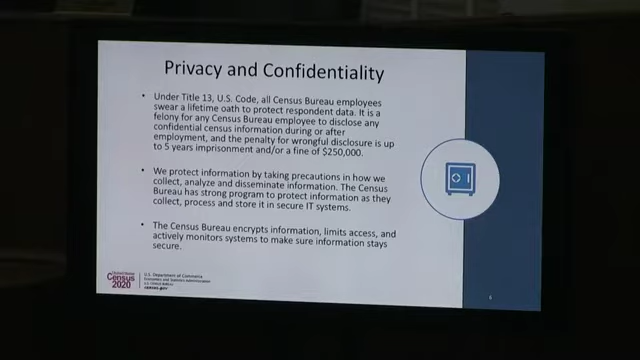 Privacy and Confidentiality
• Under Title 13, U.S. Code, all Census Bureau employees
swear a lifetime oath to protect respondent data. It is a
felony for any Census Bureau employee to disclose any
confidential census information during or after
employment, and the penalty for wrongful disclosure is up
to 5 years imprisonment and/or a fine of $250,000.
• We protect information by taking precautions in how we
collect, analyze and disseminate information. The Census
Bureau has strong program to protect information as they
collect, process and store it in secure IT systems.
• The Census Bureau encrypts information, limits access, and
actively monitors systems to make sure information stays
secure.
United States
Census
2020
U.S. Department of Commerce
Economics and Statistics Administration
U.S. Census Bureau
census.gov